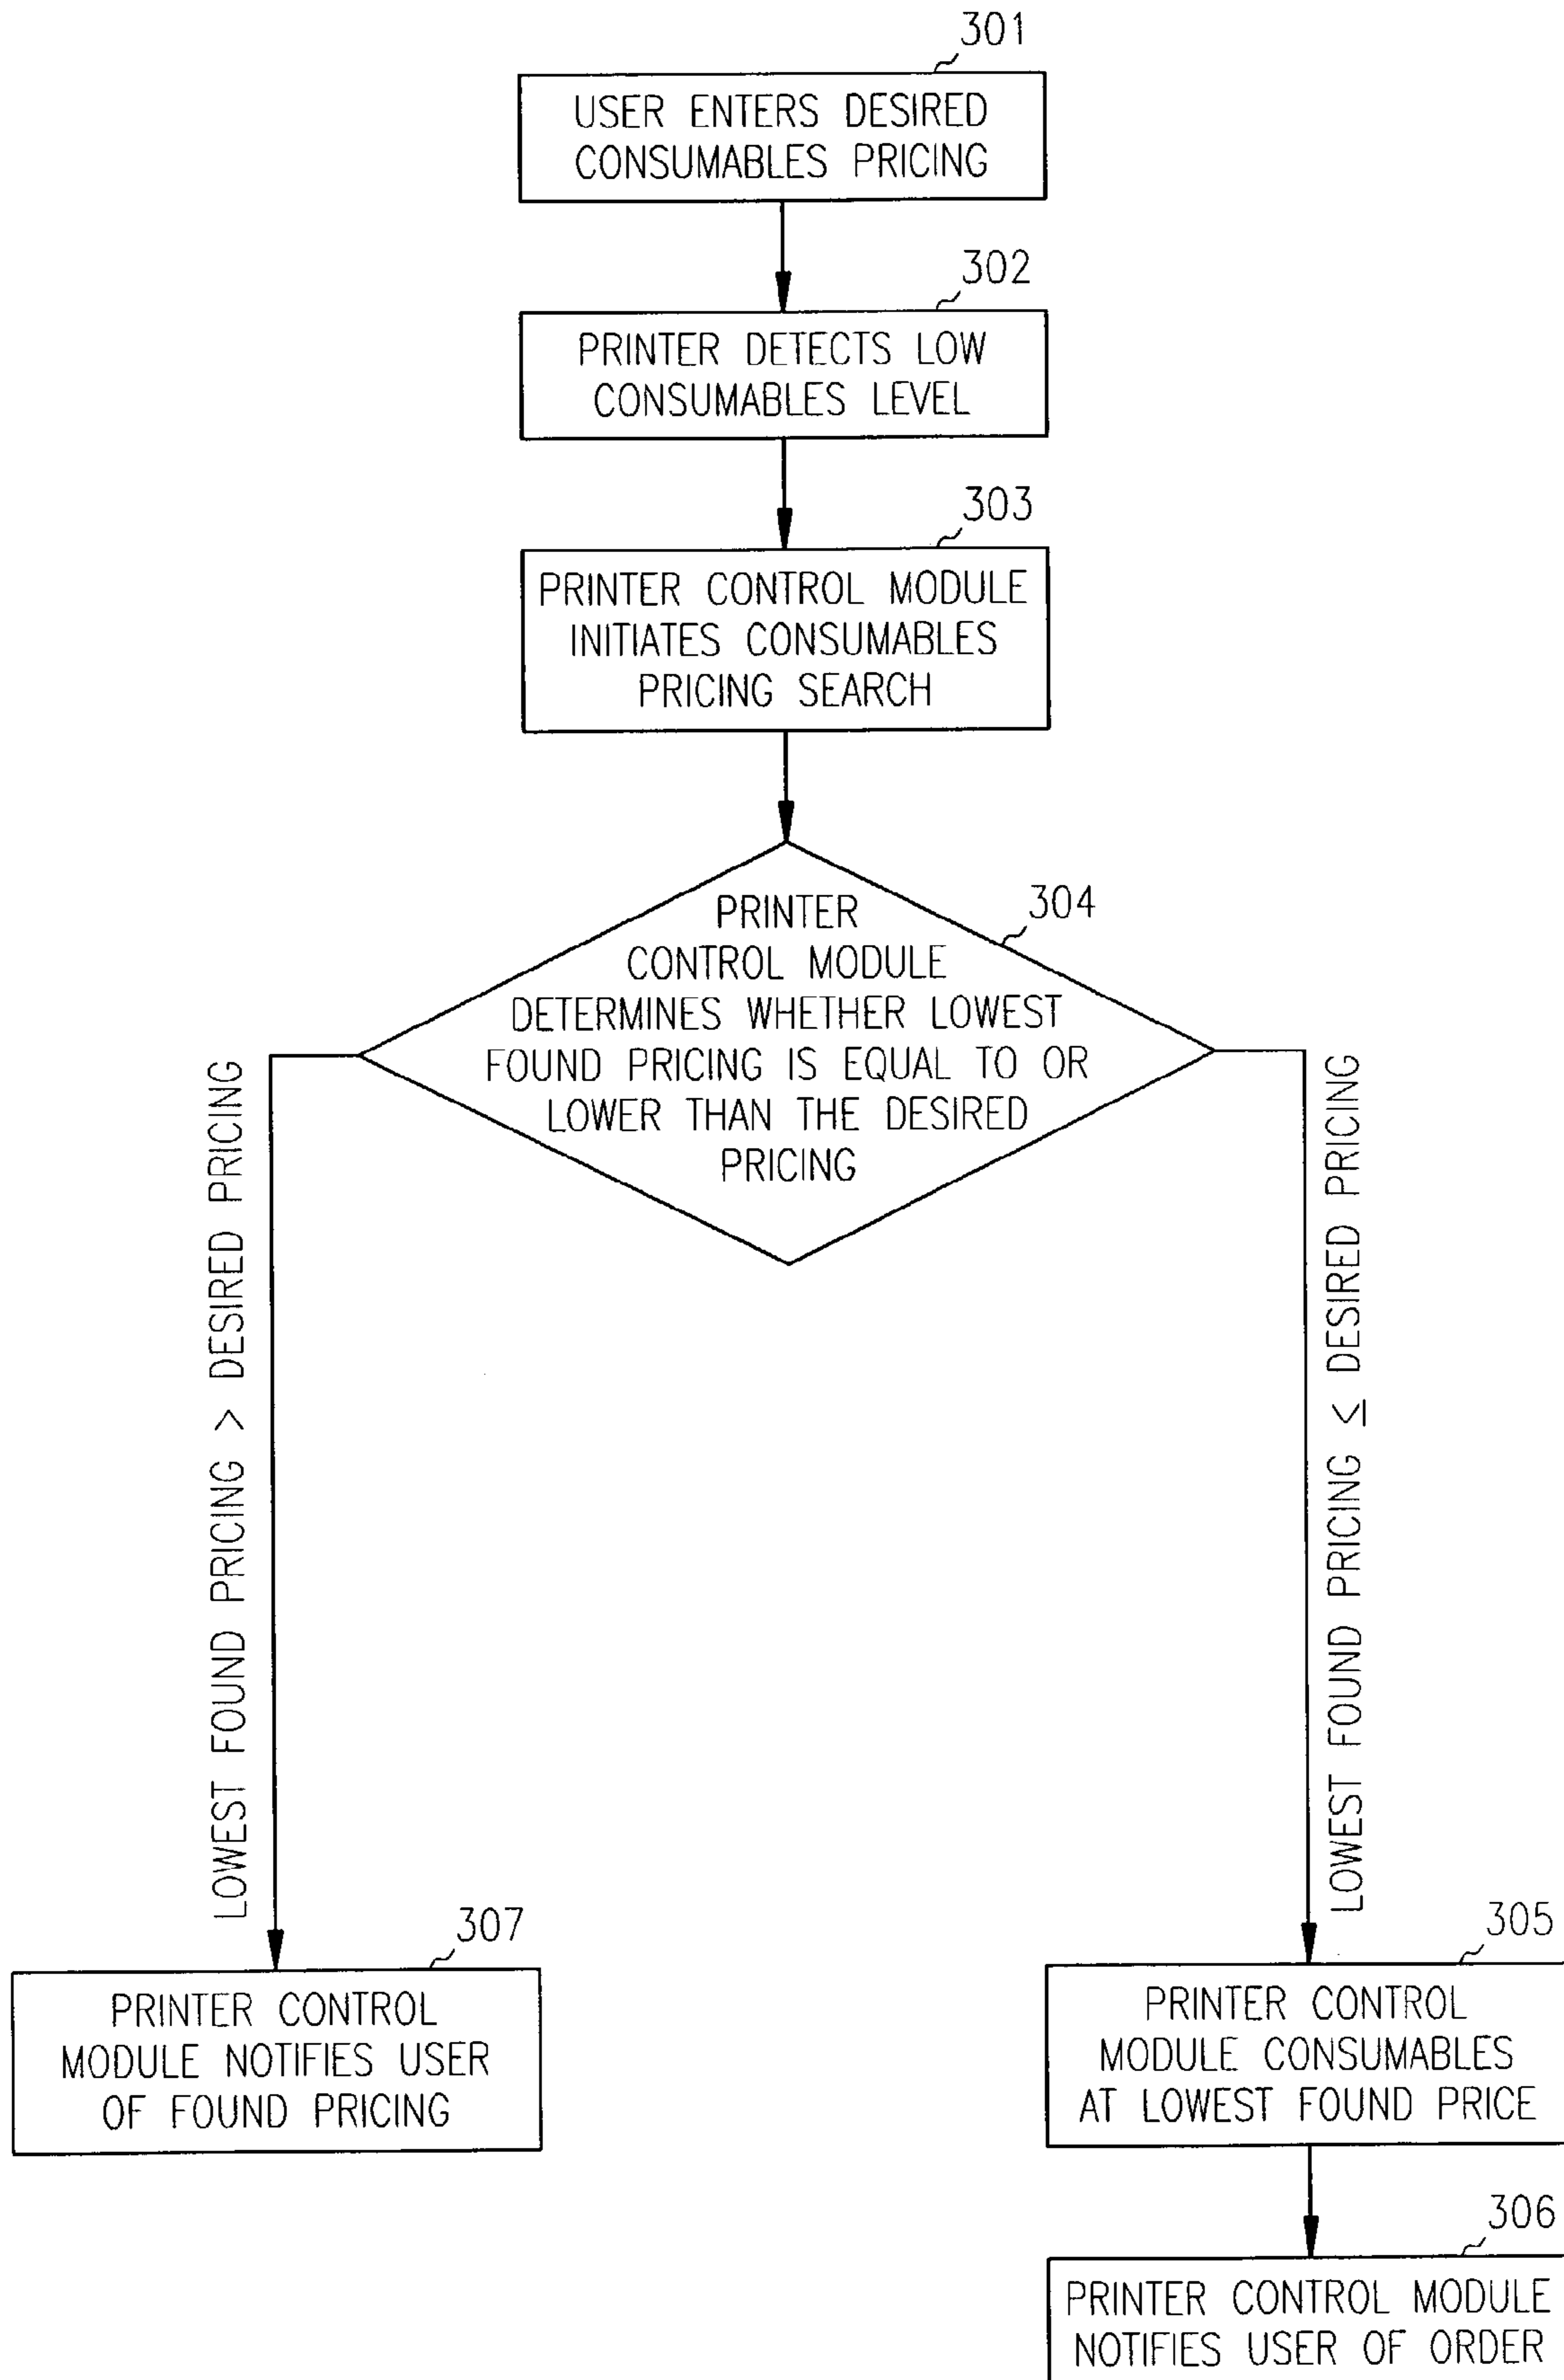 301
USER ENTERS DESIRED
CONSUMABLES PRICING
302
PRINTER DETECTS LOW
CONSUMABLES LEVEL
303
PRINTER CONTROL MODULE
INITIATES CONSUMABLES
PRICING SEARCH
304
PRINTER
CONTROL MODULE
DETERMINES WHETHER LOWEST
FOUND PRICING IS EQUAL TO OR
LOWER THAN THE DESIRED
PRICING
LOWEST FOUND PRICING > DESIRED PRICING
LOWEST FOUND PRICING ≤ DESIRED PRICING
307
PRINTER CONTROL
MODULE NOTIFIES USER
OF FOUND PRICING
305
PRINTER CONTROL
MODULE CONSUMABLES
AT LOWEST FOUND PRICE
306
PRINTER CONTROL MODULE
NOTIFIES USER OF ORDER